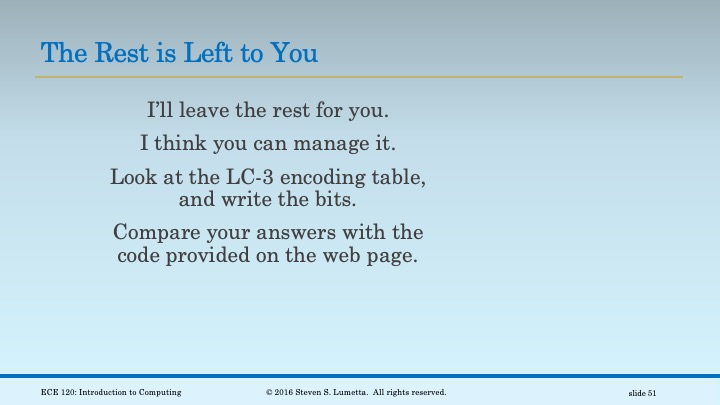 The Rest is Left to You
I’ll leave the rest for you.
I think you can manage it.
Look at the LC-3 encoding table,
and write the bits.
Compare your answers with the
code provided on the web page.
ECE 120: Introduction to Computing
© 2016 Steven S. Lumetta.  All rights reserved.
slide 51